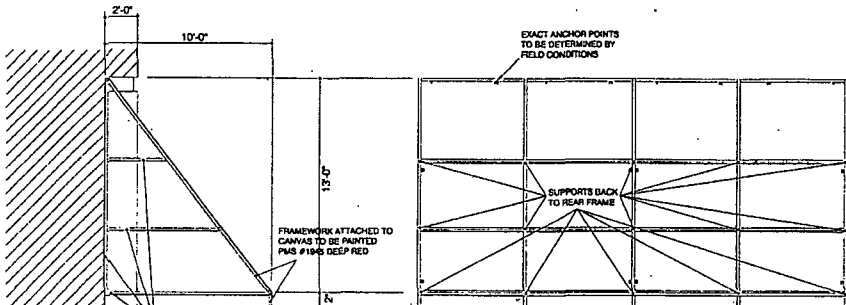 2'-0"
10'-0"
EXACT ANCHOR POINTS
TO BE DETERMINED BY
FIELD CONDITIONS
13'-0"
SUPPORTS BACK
TO REAR FRAME
FRAMEWORK ATTACHED TO
CANVAS TO BE PAINTED
PMS #1945 DEEP RED
2'